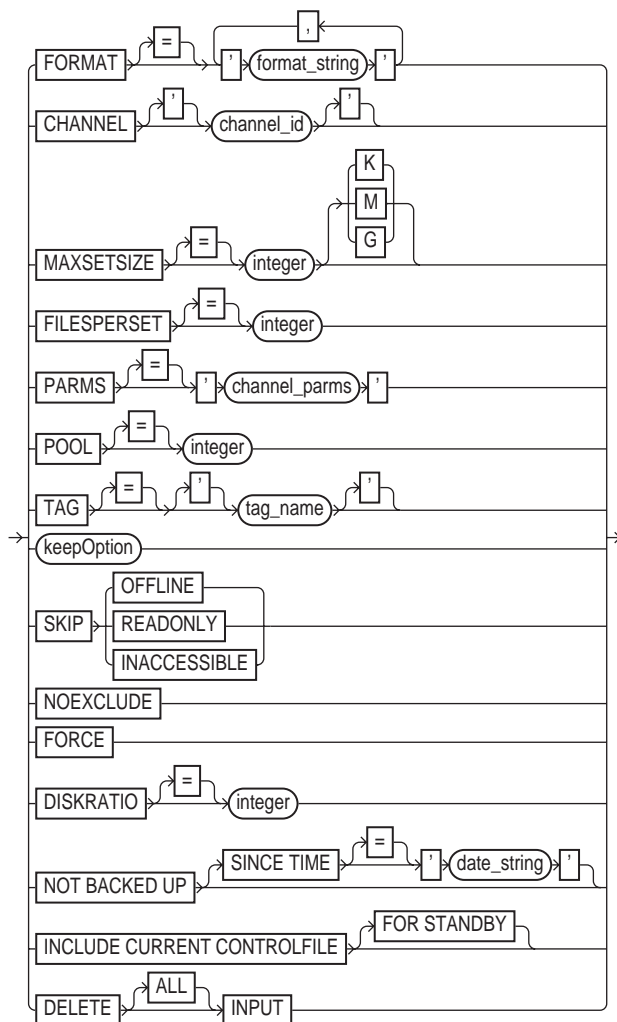 ,
FORMAT = ' format_string '
CHANNEL ' channel_id '
K
M
G
MAXSETSIZE = integer
FILESPERSET = integer
PARMS = ' channel_parms '
POOL = integer
TAG = ' tag_name '
keepOption
OFFLINE
SKIP READONLY
INACCESSIBLE
NOEXCLUDE
FORCE
DISKRATIO = integer
SINCE TIME = ' date_string '
NOT BACKED UP
FOR STANDBY
INCLUDE CURRENT CONTROLFILE
ALL
DELETE INPUT